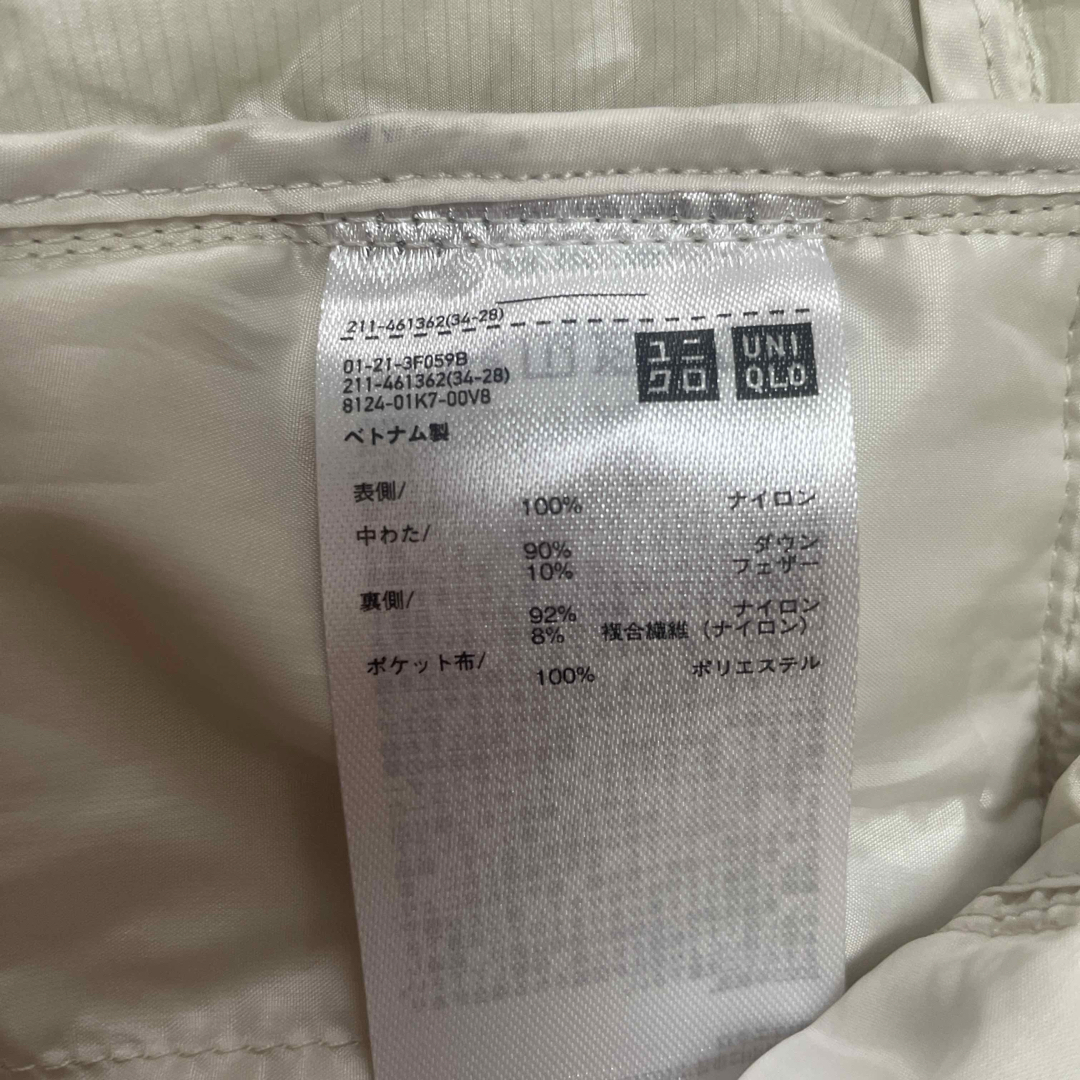 211-461362(34-28)
01-21-3F059B
211-461362(34-28)
8124-01K7-00V8
ユニクロ
UNIQLO
ベトナム製
表側/ 100% ナイロン
中わた/ 90% ダウン
10% フェザー
裏側/ 92% ナイロン
8% 複合繊維(ナイロン)
ポケット布/ 100% ポリエステル